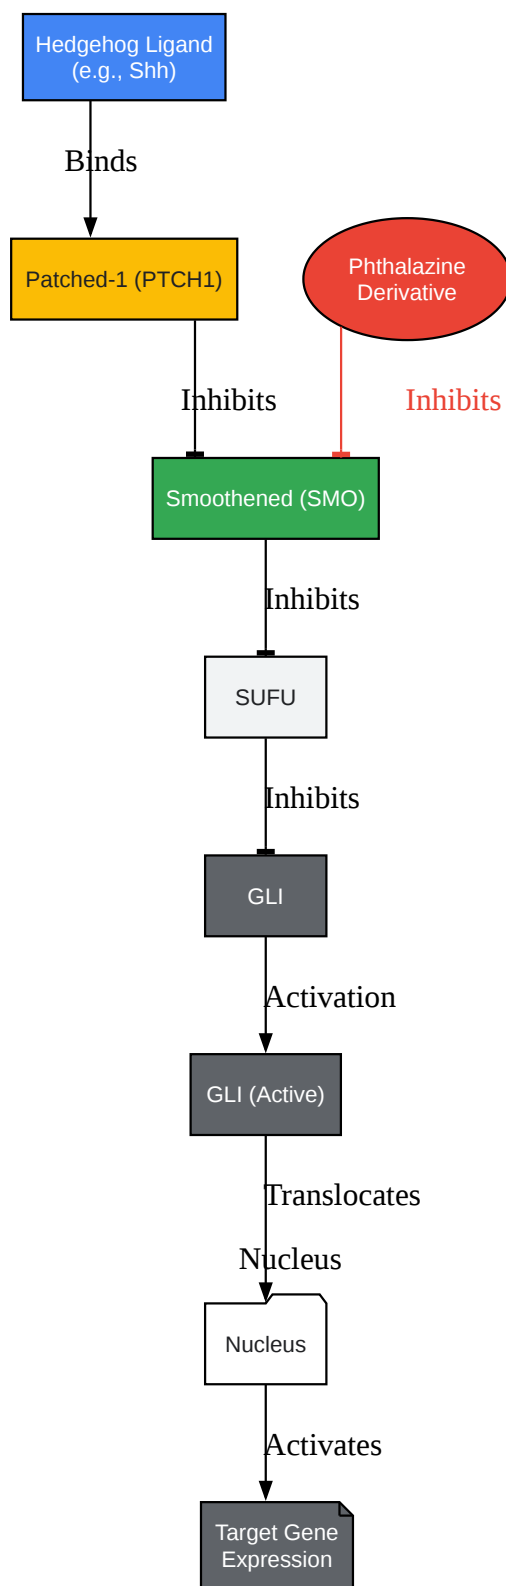 Hedgehog Ligand
(e.g., Shh)
Binds
Patched-1 (PTCH1)
Phthalazine
Derivative
Inhibits
Inhibits
Smoothened (SMO)
Inhibits
SUFU
Inhibits
GLI
Activation
GLI (Active)
Translocates
Nucleus
Nucleus
Activates
Target Gene
Expression